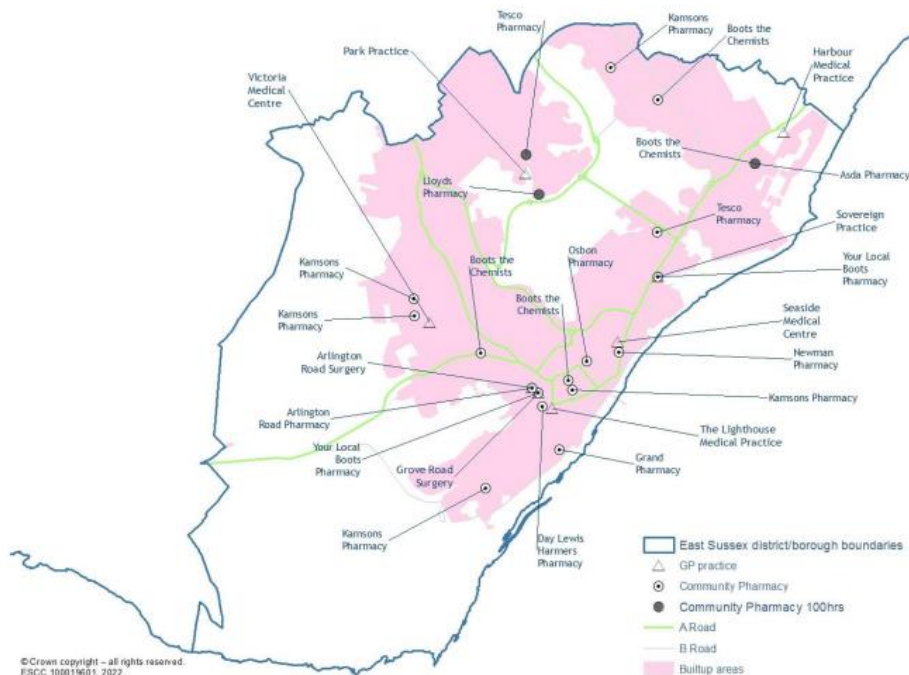 Tesco
Pharmacy
Kamsons
Pharmacy
Boots the
Chemists
Harbour
Medical
Practice
Park Practice
Victoria
Medical
Centre
Boots the
Chemists
Asda Pharmacy
Lloyds
Pharmacy
Tesco
Pharmacy
Sovereign
Practice
Osbon
Pharmacy
Your Local
Boots
Pharmacy
Kamsons
Pharmacy
Boots the
Chemists
Boots the
Chemists
Kamsons
Pharmacy
Seaside
Medical
Centre
Newman
Pharmacy
Arlington
Road Surgery
Kamsons Pharmacy
Arlington
Road Pharmacy
The Lighthouse
Medical Practice
Your Local
Boots
Pharmacy
Grove Road
Surgery
Grand
Pharmacy
Kamsons
Pharmacy
Day Lewis
Harmers
Pharmacy
East Sussex district/borough boundaries
GP practice
Community Pharmacy
Community Pharmacy 100hrs
A Road
B Road
Builtup areas
© Crown copyright – all rights reserved.
ESCC 100019601, 2022